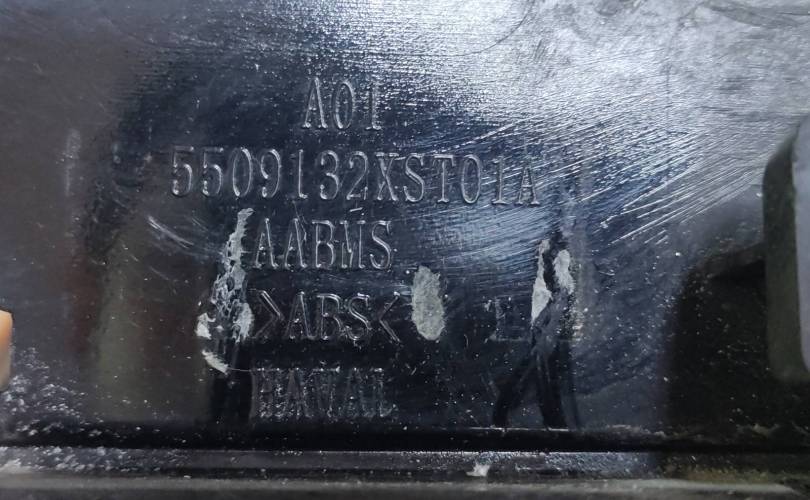 A01
5509132XST01A
AABMS
>ABS<
HAVAL